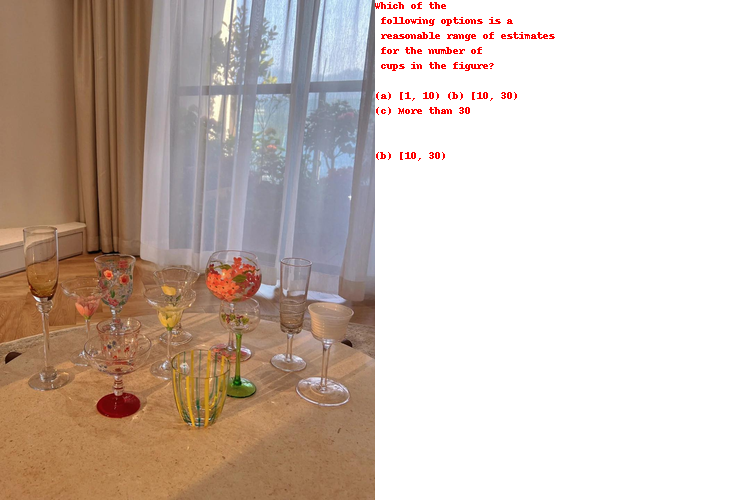 Which of the
following options is a
reasonable range of estimates
for the number of
cups in the figure?
(a) [1, 10) (b) [10, 30)
(c) More than 30
(b) [10, 30)